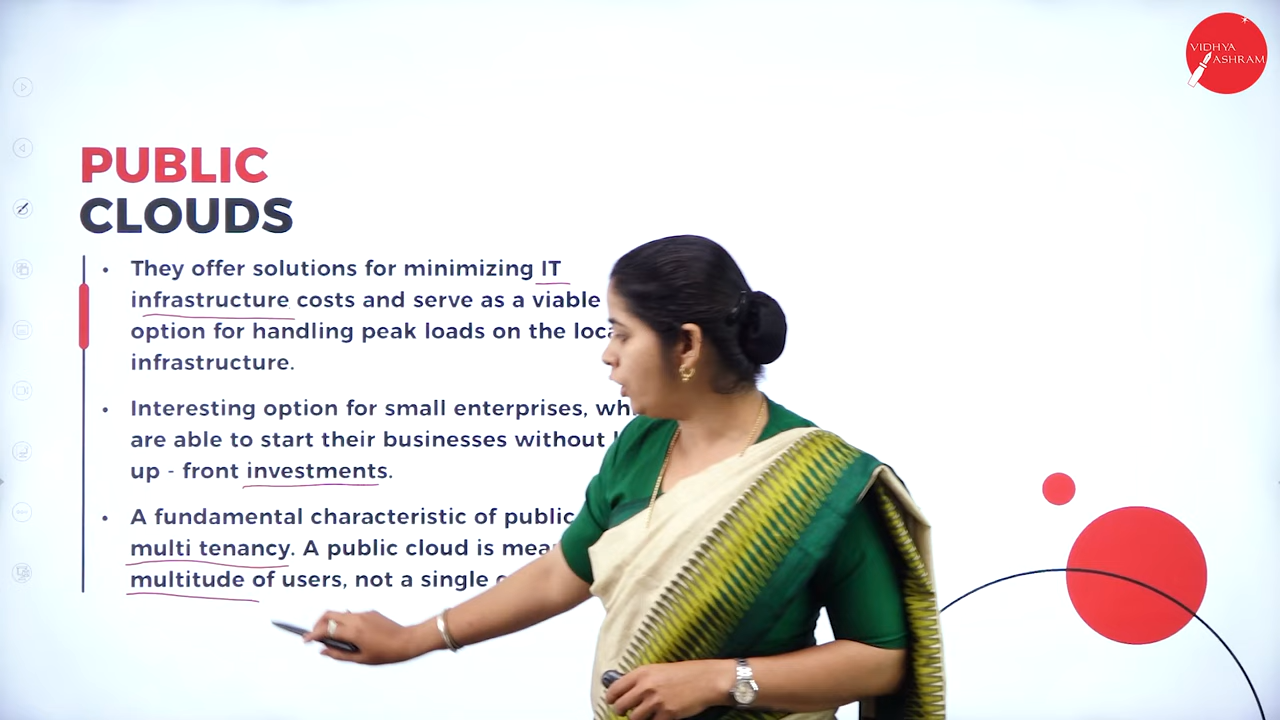 VIDHYA
ASHRAM
PUBLIC
CLOUDS
• They offer solutions for minimizing IT
infrastructure costs and serve as a viable
option for handling peak loads on the
infrastructure.
• Interesting option for small enterprises,
are able to start their businesses without
up - front investments.
• A fundamental characteristic of public
multi tenancy. A public cloud is
multitude of users, not a single